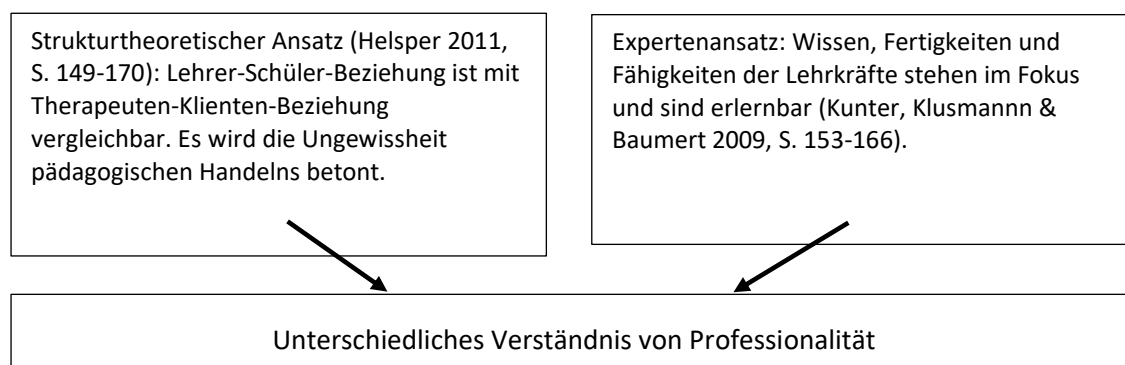 Strukturtheoretischer Ansatz (Helsper 2011,
S. 149-170): Lehrer-Schüler-Beziehung ist mit
Therapeuten-Klienten-Beziehung
vergleichbar. Es wird die Ungewissheit
pädagogischen Handelns betont.
Expertenansatz: Wissen, Fertigkeiten und
Fähigkeiten der Lehrkräfte stehen im Fokus
und sind erlernbar (Kunter, Klusmannn &
Baumert 2009, S. 153-166).
Unterschiedliches Verständnis von Professionalität